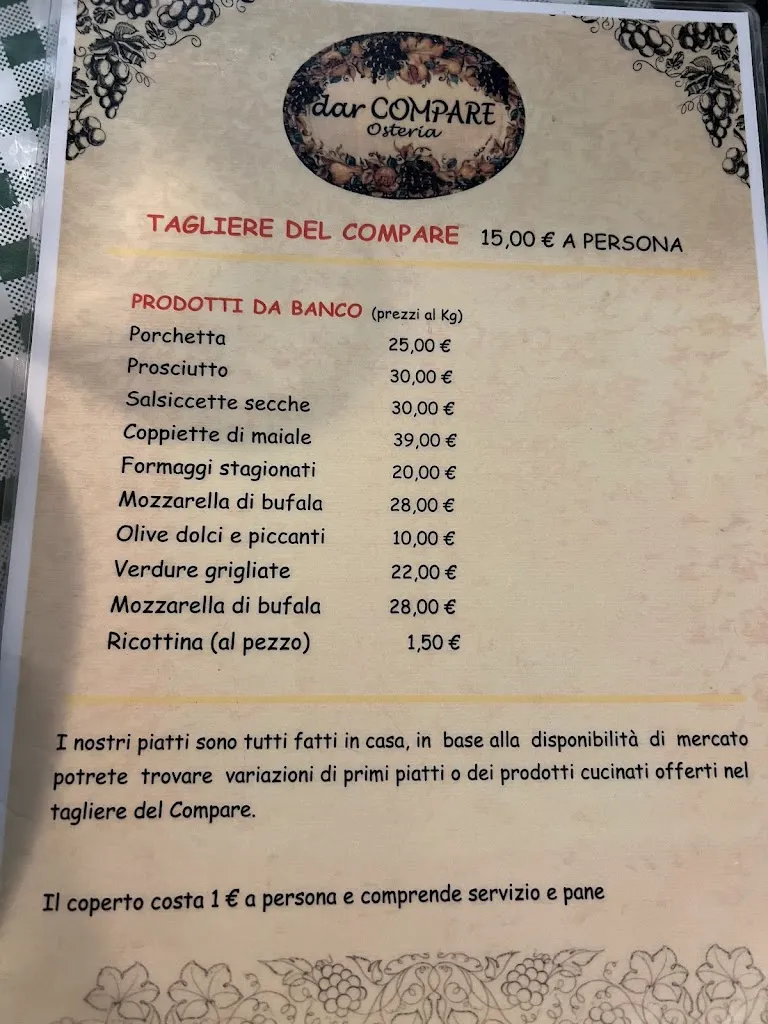 dar COMPARE
Osteria
TAGLIERE DEL COMPARE 15,00 € A PERSONA
PRODOTTI DA BANCO (prezzi al Kg)
Porchetta 25,00 €
Prosciutto 30,00 €
Salsiccette secche 30,00 €
Coppiette di maiale 39,00 €
Formaggi stagionati 20,00 €
Mozzarella di bufala 28,00 €
Olive dolci e piccanti 10,00 €
Verdure grigliate 22,00 €
Mozzarella di bufala 28,00 €
Ricottina (al pezzo) 1,50 €
I nostri piatti sono tutti fatti in casa, in base alla disponibilità di mercato
potrete trovare variazioni di primi piatti o dei prodotti cucinati offerti nel
tagliere del Compare.
Il coperto costa 1 € a persona e comprende servizio e pane